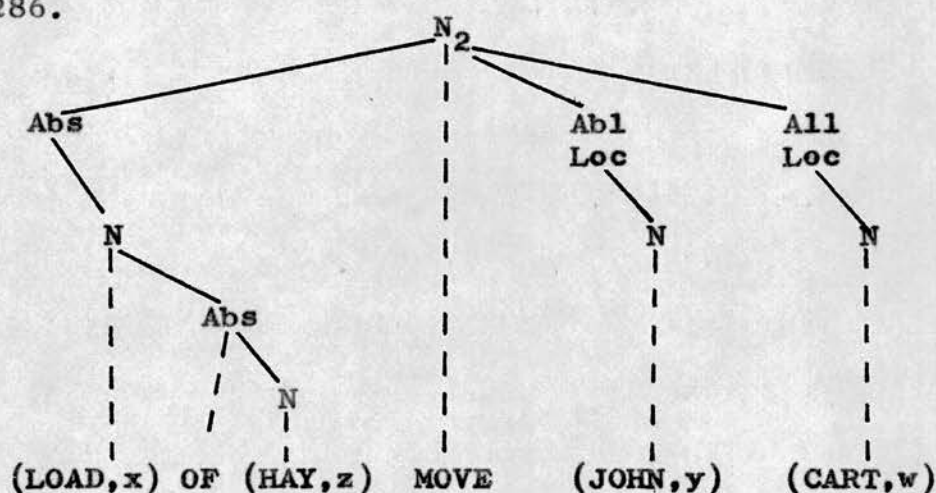 286.
N2
Abs Abl All
Loc Loc
N N N
Abs
N
(LOAD,x) OF (HAY,z) MOVE (JOHN,y) (CART,w)